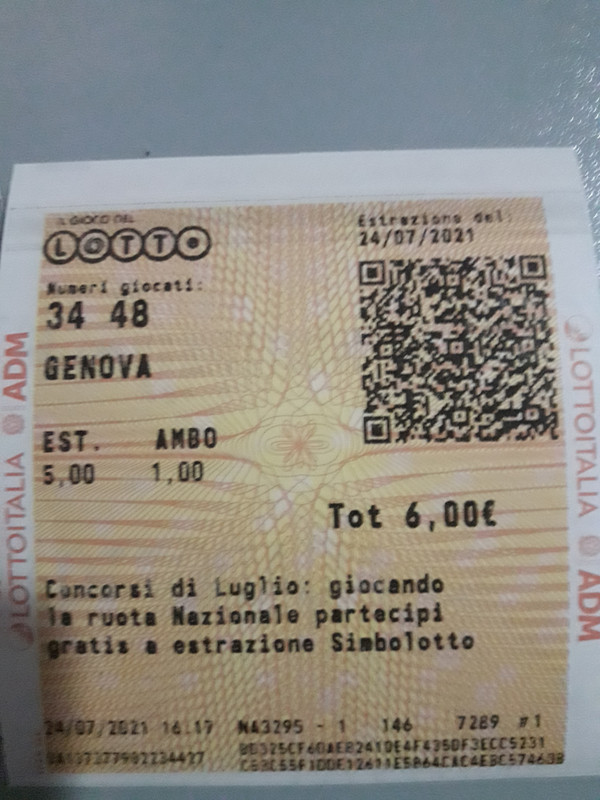 IL GIOCO DEL
LOTTO
Estrazione del:
24/07/2021
Numeri giocati:
34 48
GENOVA
EST. AMBO
5,00 1,00
Tot 6,00€
Concorsi di Luglio: giocando
la ruota Nazionale partecipi
gratis a estrazione Simbolotto
24/07/2021 16.17 NA3295 - 1 146 7289 #1
LOTTOITALIA ADM
LOTTOITALIA ADM